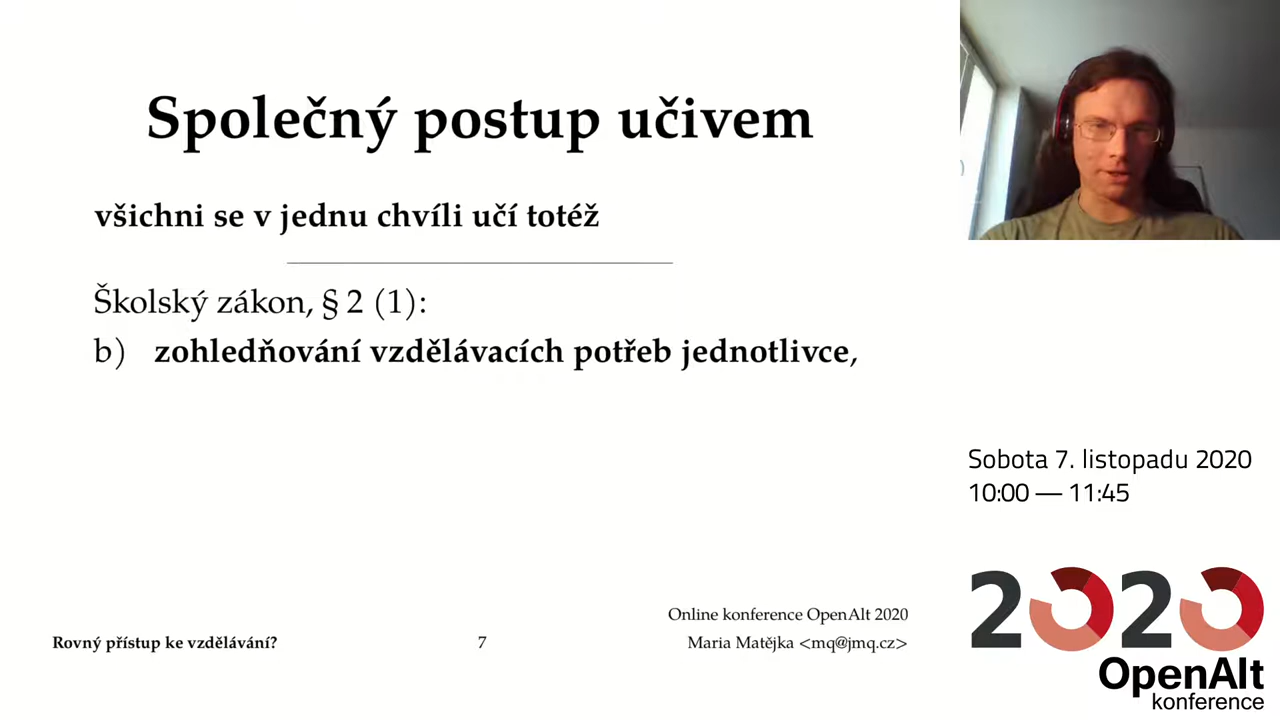 Společný postup učivem
všichni se v jednu chvíli učí totéž
Školský zákon, § 2 (1):
b) zohledňování vzdělávacích potřeb jednotlivce,
Sobota 7. listopadu 2020
10:00 — 11:45
Online konference OpenAlt 2020
Rovný přístup ke vzdělávání?
7
Maria Matějka <mq@jmq.cz>
2020
OpenAlt
konference